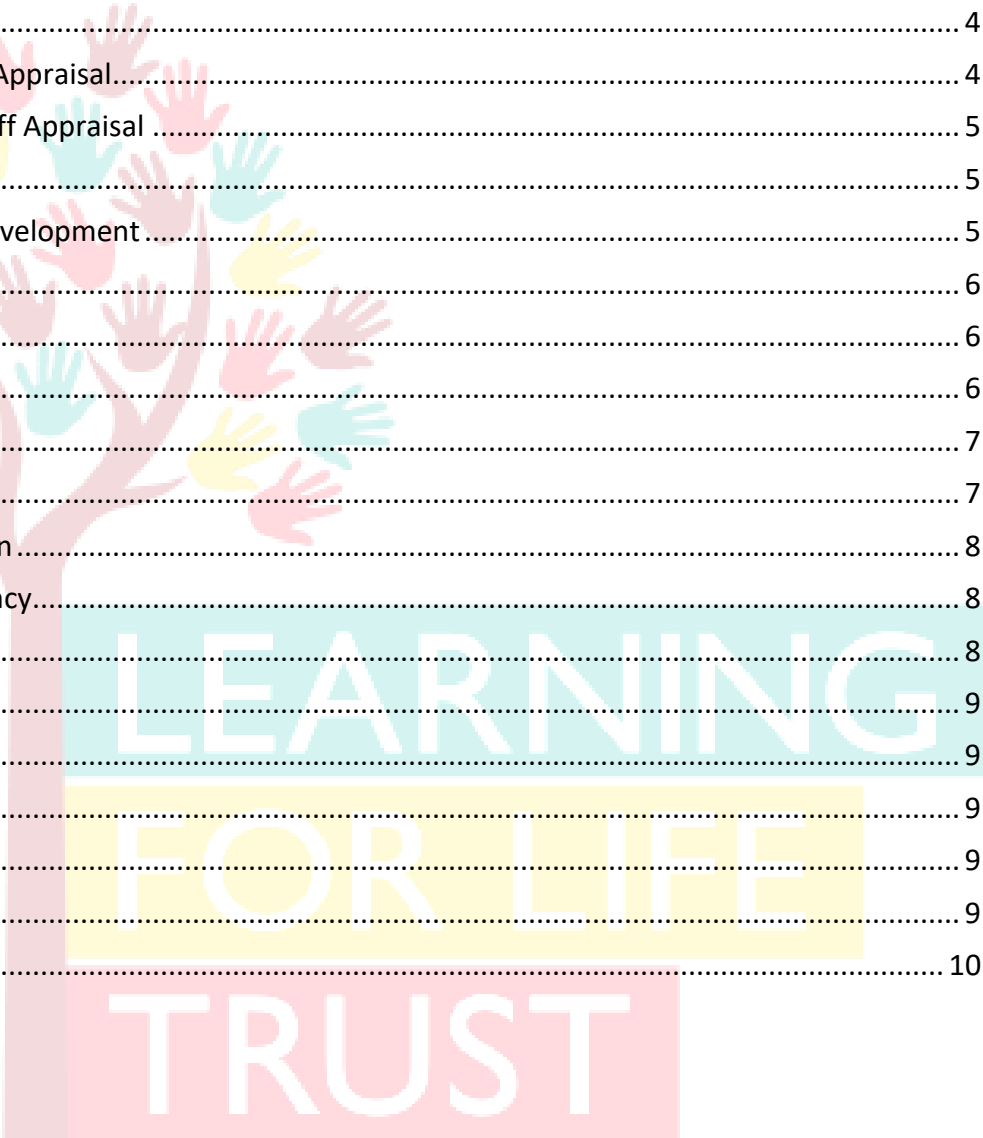 .......................................................................................................................................... 4
Appraisal.............................................................................................................................. 4
ff Appraisal ........................................................................................................................ 5
.......................................................................................................................................... 5
velopment ......................................................................................................................... 5
.......................................................................................................................................... 6
.......................................................................................................................................... 6
.......................................................................................................................................... 6
.......................................................................................................................................... 7
.......................................................................................................................................... 7
n ......................................................................................................................................... 8
ncy...................................................................................................................................... 8
.......................................................................................................................................... 8
.......................................................................................................................................... 9
.......................................................................................................................................... 9
.......................................................................................................................................... 9
.......................................................................................................................................... 9
.......................................................................................................................................... 9
........................................................................................................................................ 10
LEARNING
FOR LIFE
TRUST